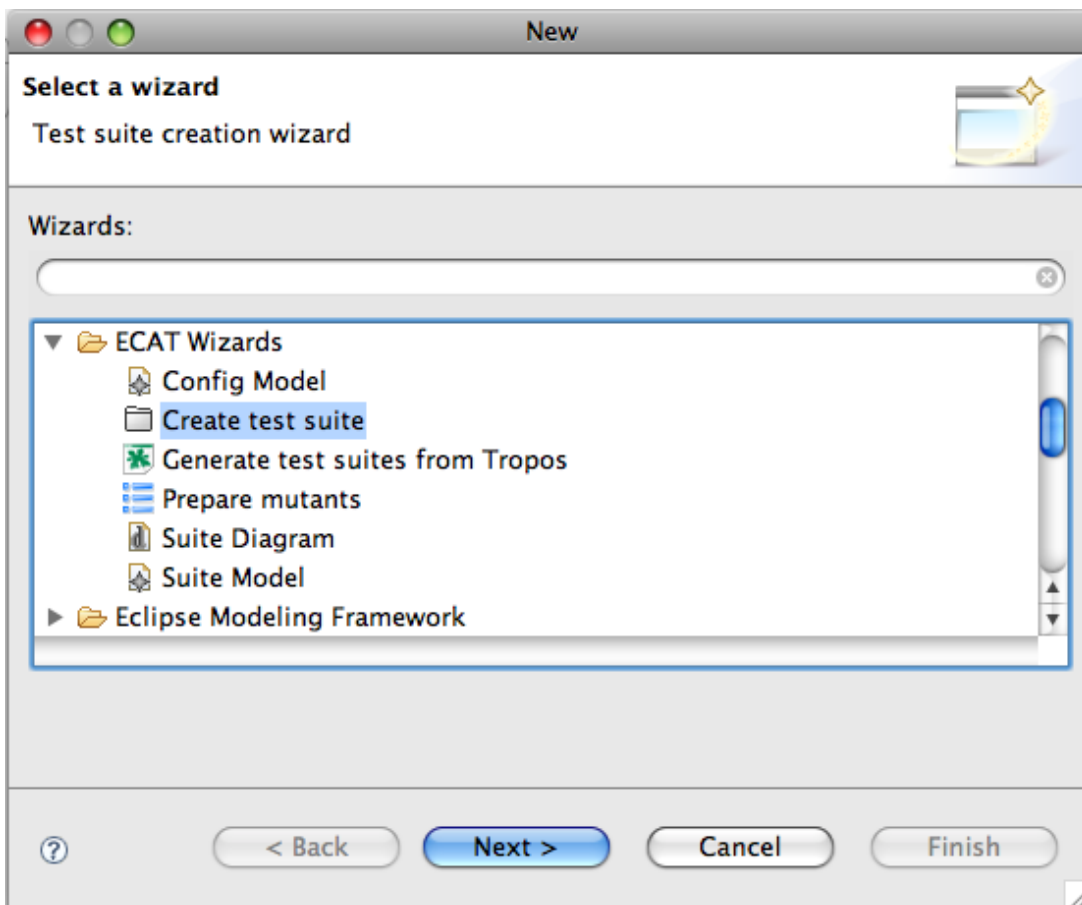 New
Select a wizard
Test suite creation wizard
Wizards:
ECAT Wizards
Config Model
Create test suite
Generate test suites from Tropos
Prepare mutants
Suite Diagram
Suite Model
Eclipse Modeling Framework
? < Back Next > Cancel Finish